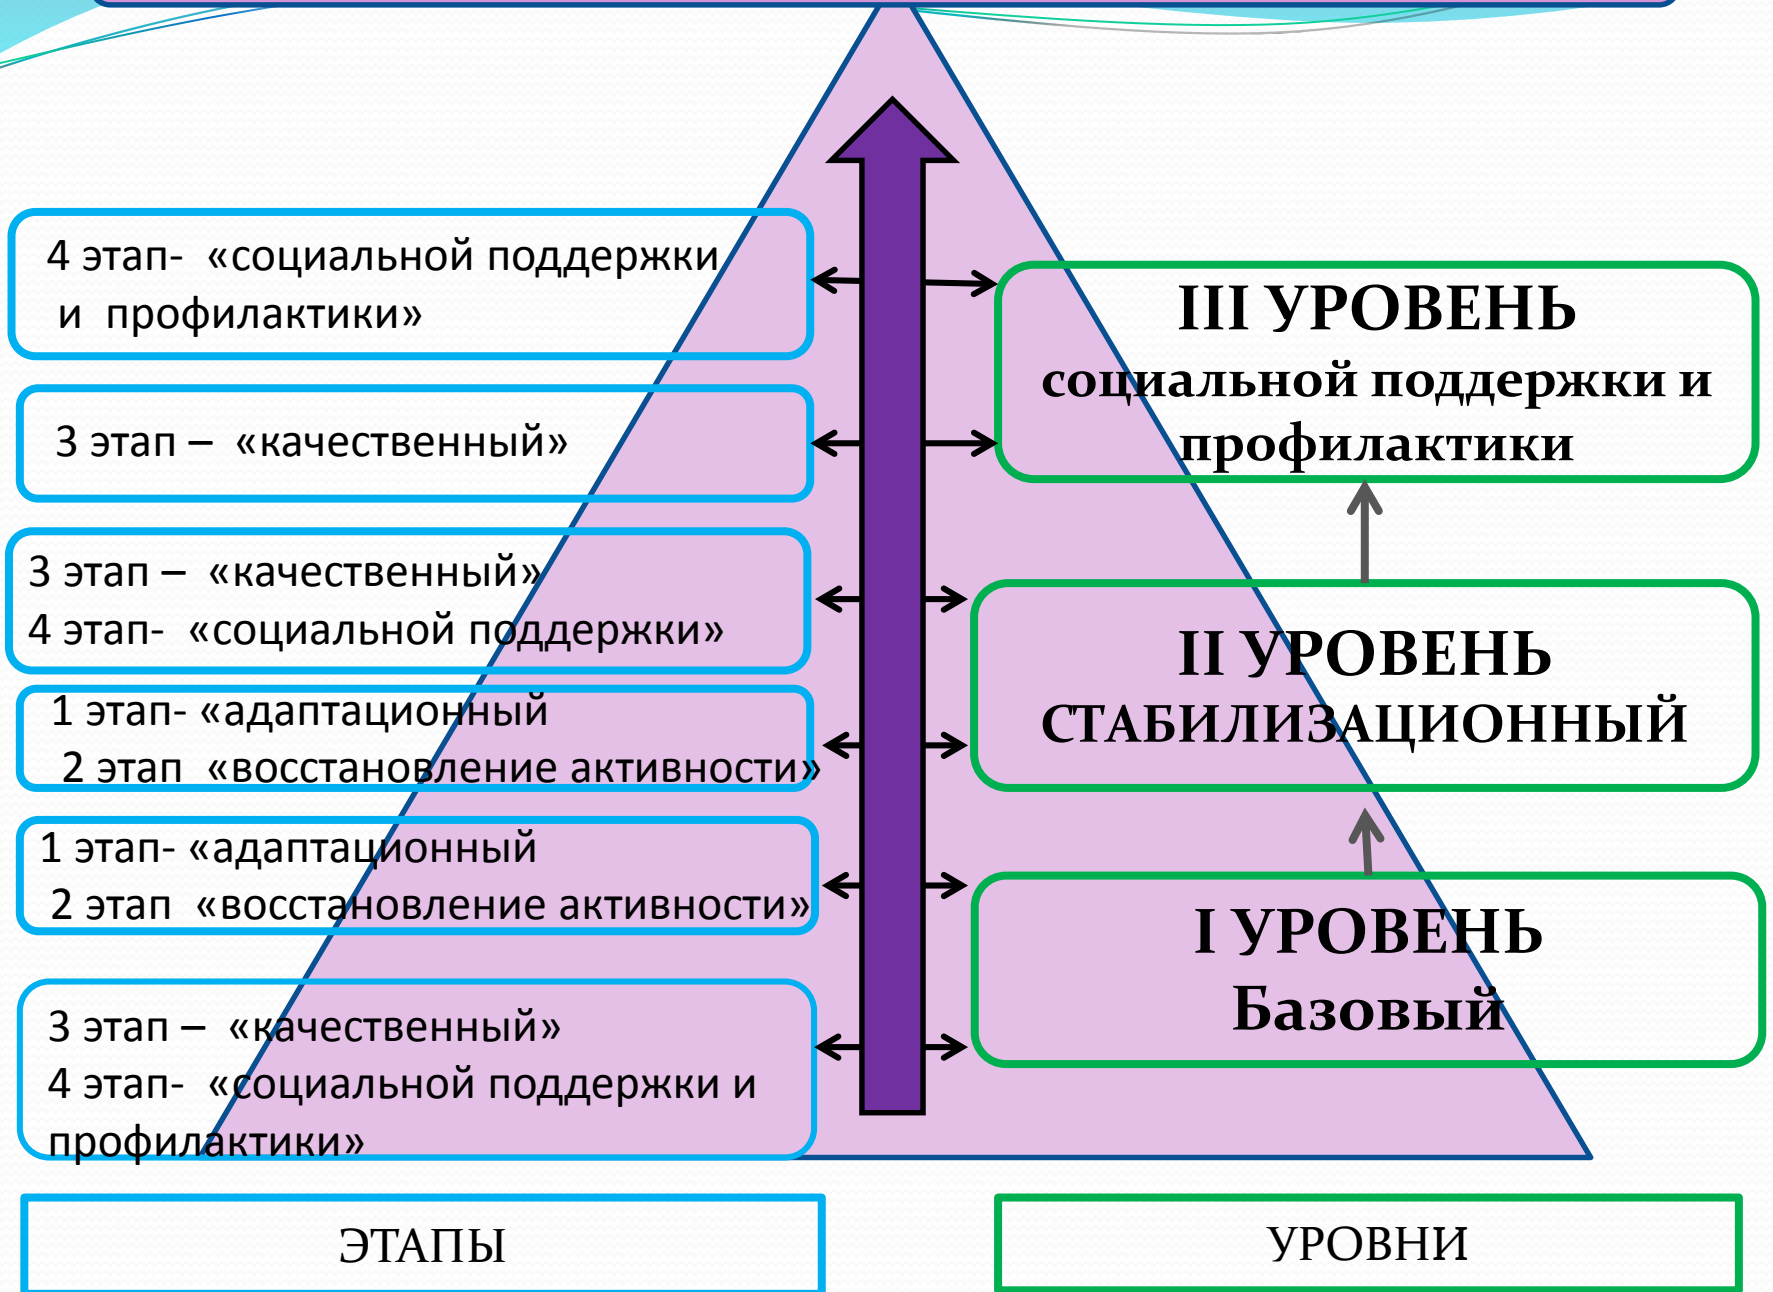 4 этап- «социальной поддержки
и профилактики»
3 этап – «качественный»
3 этап – «качественный»
4 этап- «социальной поддержки»
1 этап- «адаптационный
2 этап «восстановление активности»
1 этап- «адаптационный
2 этап «восстановление активности»
3 этап – «качественный»
4 этап- «социальной поддержки и
профилактики»
ЭТАПЫ
III УРОВЕНЬ
социальной поддержки и
профилактики
II УРОВЕНЬ
СТАБИЛИЗАЦИОННЫЙ
I УРОВЕНЬ
Базовый
УРОВНИ